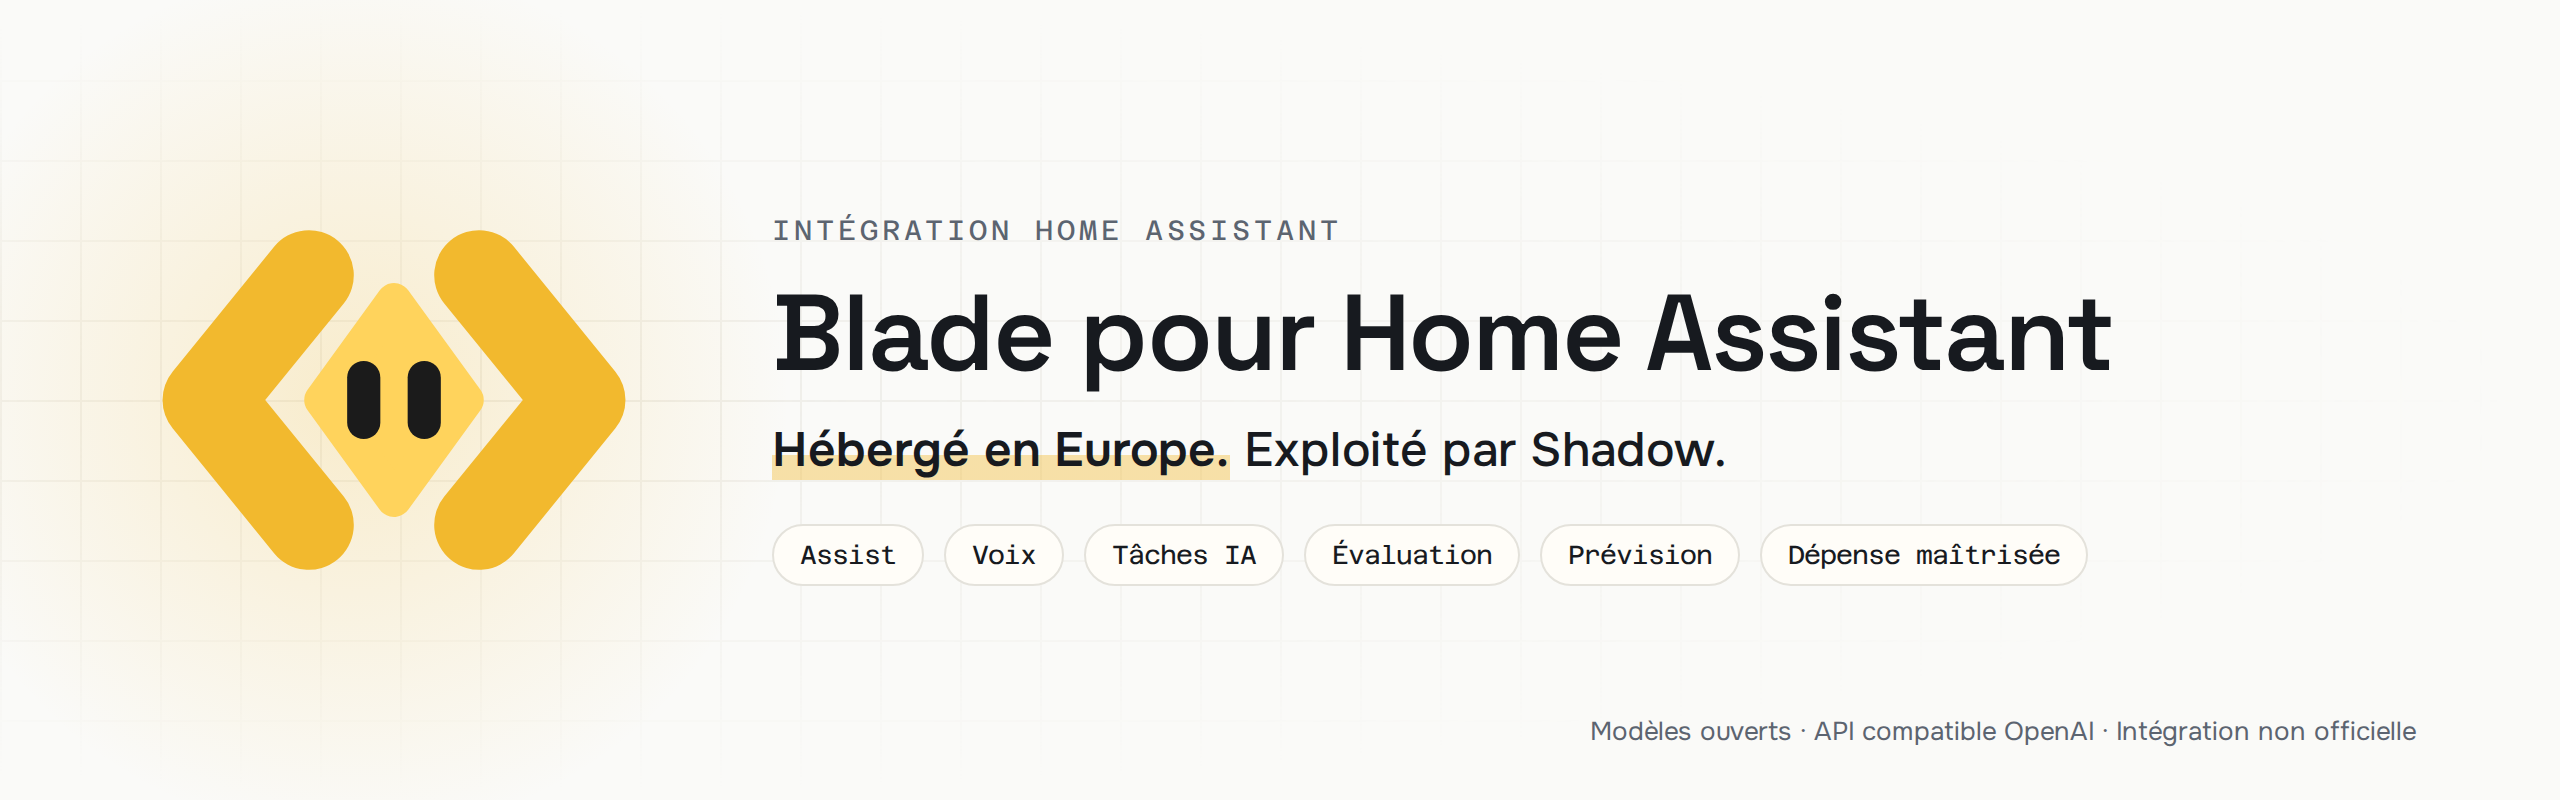 INTÉGRATION HOME ASSISTANT
Blade pour Home Assistant
Hébergé en Europe. Exploité par Shadow.
Assist Voix Tâches IA Évaluation Prévision Dépense maîtrisée
Modèles ouverts · API compatible OpenAI · Intégration non officielle